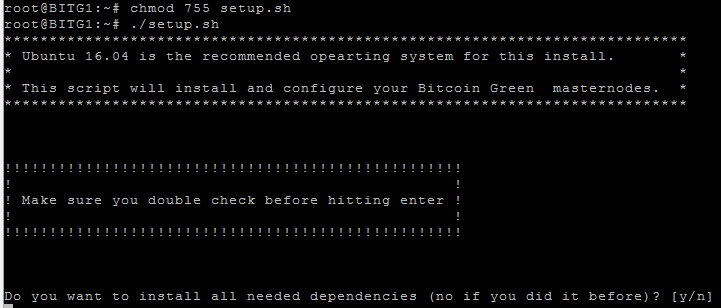 root@BITG1:~# chmod 755 setup.sh
root@BITG1:~# ./setup.sh
****************************************************************************
* Ubuntu 16.04 is the recommended opearting system for this install.       *
*                                                                          *
* This script will install and configure your Bitcoin Green  masternodes.  *
****************************************************************************
!!!!!!!!!!!!!!!!!!!!!!!!!!!!!!!!!!!!!!!!!!!!!!!!!!!
!                                                 !
! Make sure you double check before hitting enter !
!                                                 !
!!!!!!!!!!!!!!!!!!!!!!!!!!!!!!!!!!!!!!!!!!!!!!!!!!!
Do you want to install all needed dependencies (no if you did it before)? [y/n]